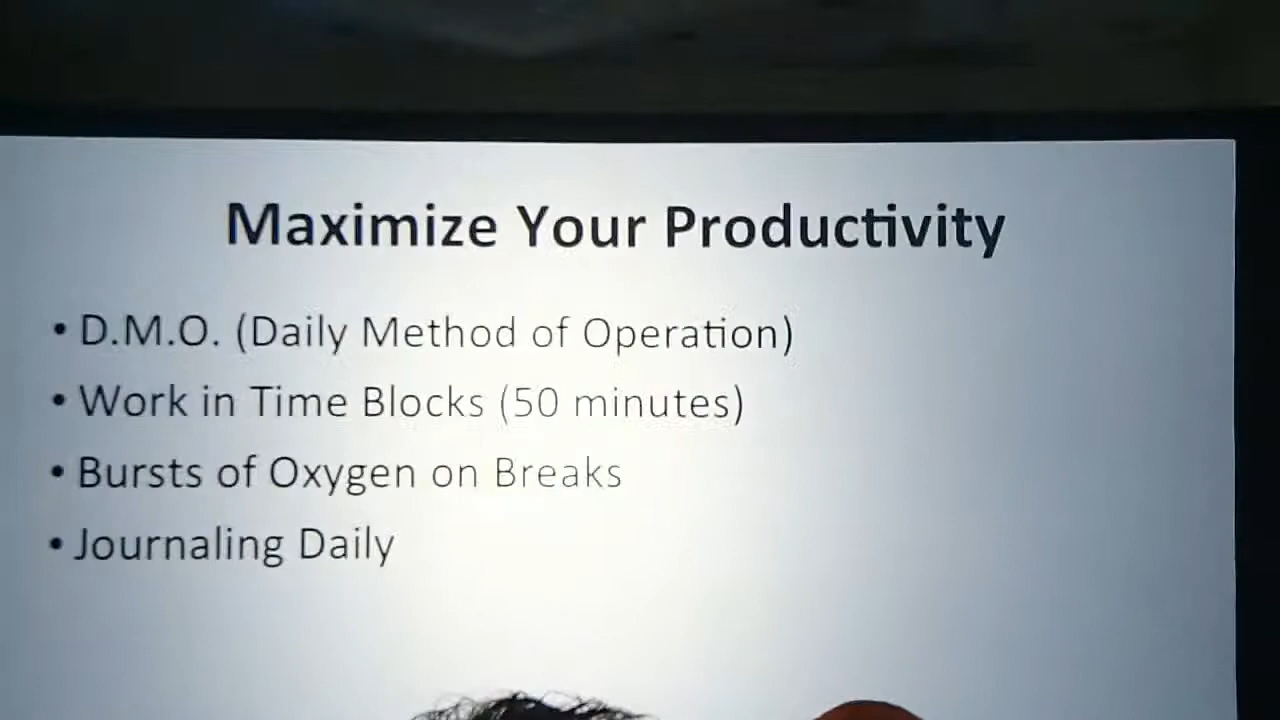 Maximize Your Productivity
• D.M.O. (Daily Method of Operation)
• Work in Time Blocks (50 minutes)
• Bursts of Oxygen on Breaks
• Journaling Daily